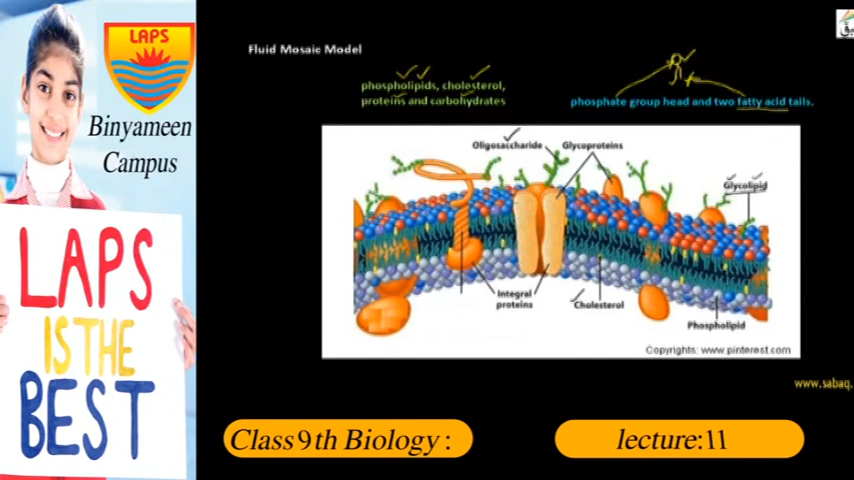 LAPS
Binyameen
Campus
LAPS
IS THE
BEST
Fluid Mosaic Model
phospholipids, cholesterol,
proteins and carbohydrates
phosphate group head and two fatty acid tails.
Oligosaccharide
Glycoproteins
Glycolipid
Integral
proteins
Cholesterol
Phospholipid
Copyrights: www.pinterest.com
www.sabaq.
Class 9th Biology :
lecture:11